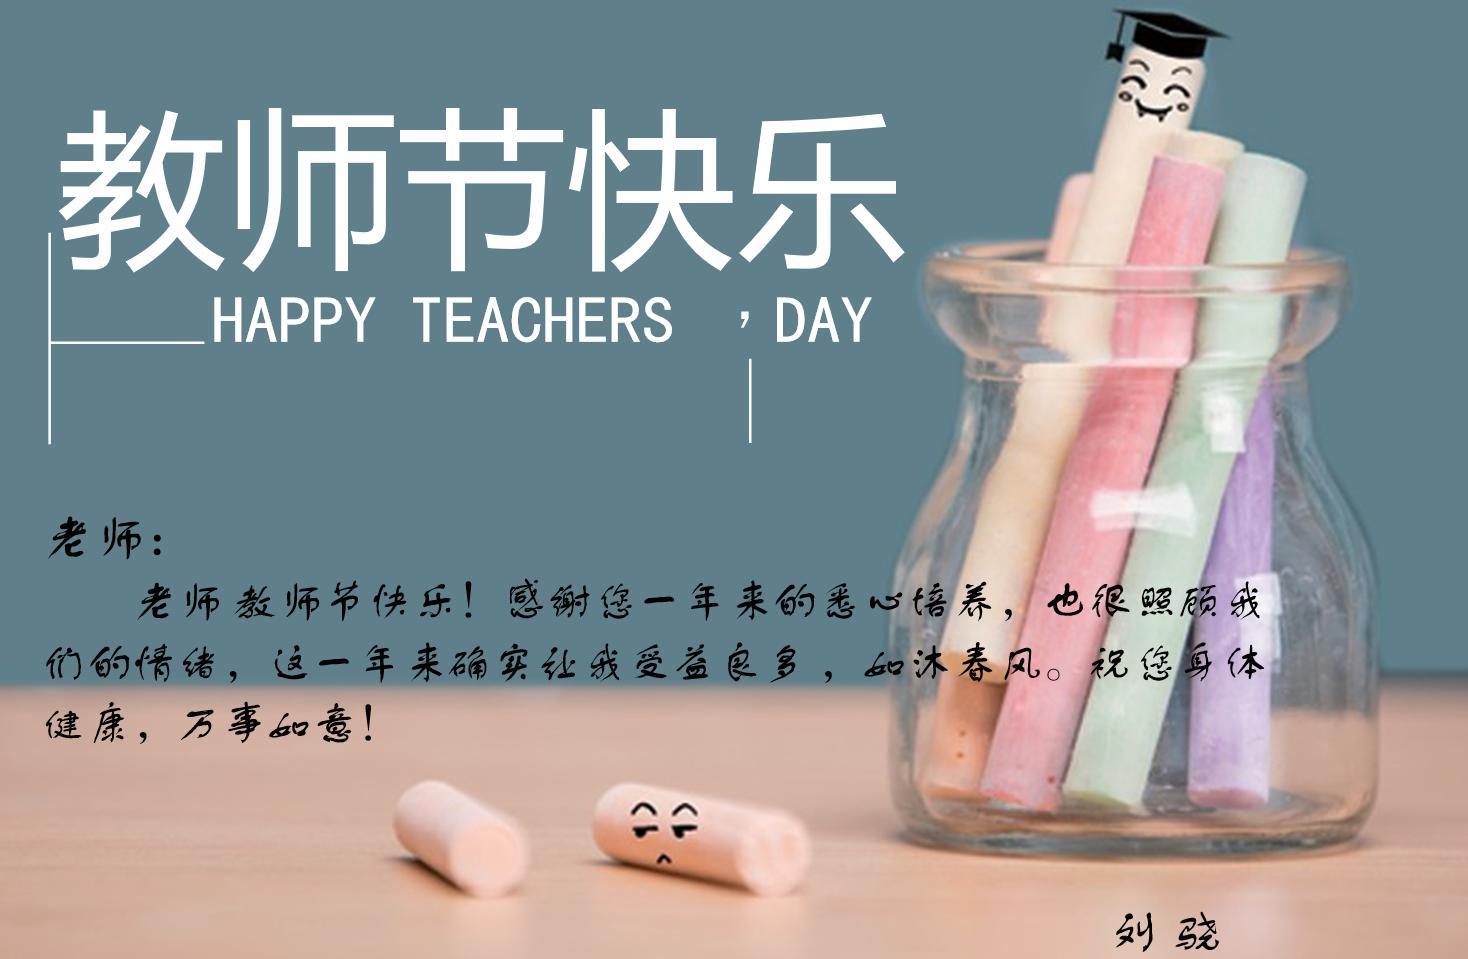 教师节快乐
HAPPY TEACHERS ’DAY
老师：
老师教师节快乐！感谢您一年来的悉心培养，也很照顾我
们的情绪，这一年来确实让我受益良多，如沐春风。祝您身体
健康，万事如意！
刘骁